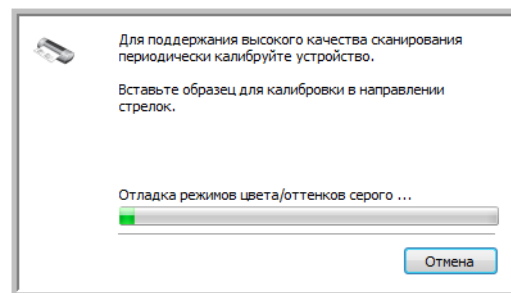 Для поддержания высокого качества сканирования
периодически калибруйте устройство.
Вставьте образец для калибровки в направлении
стрелок.
Отладка режимов цвета/оттенков серого ...
Отмена